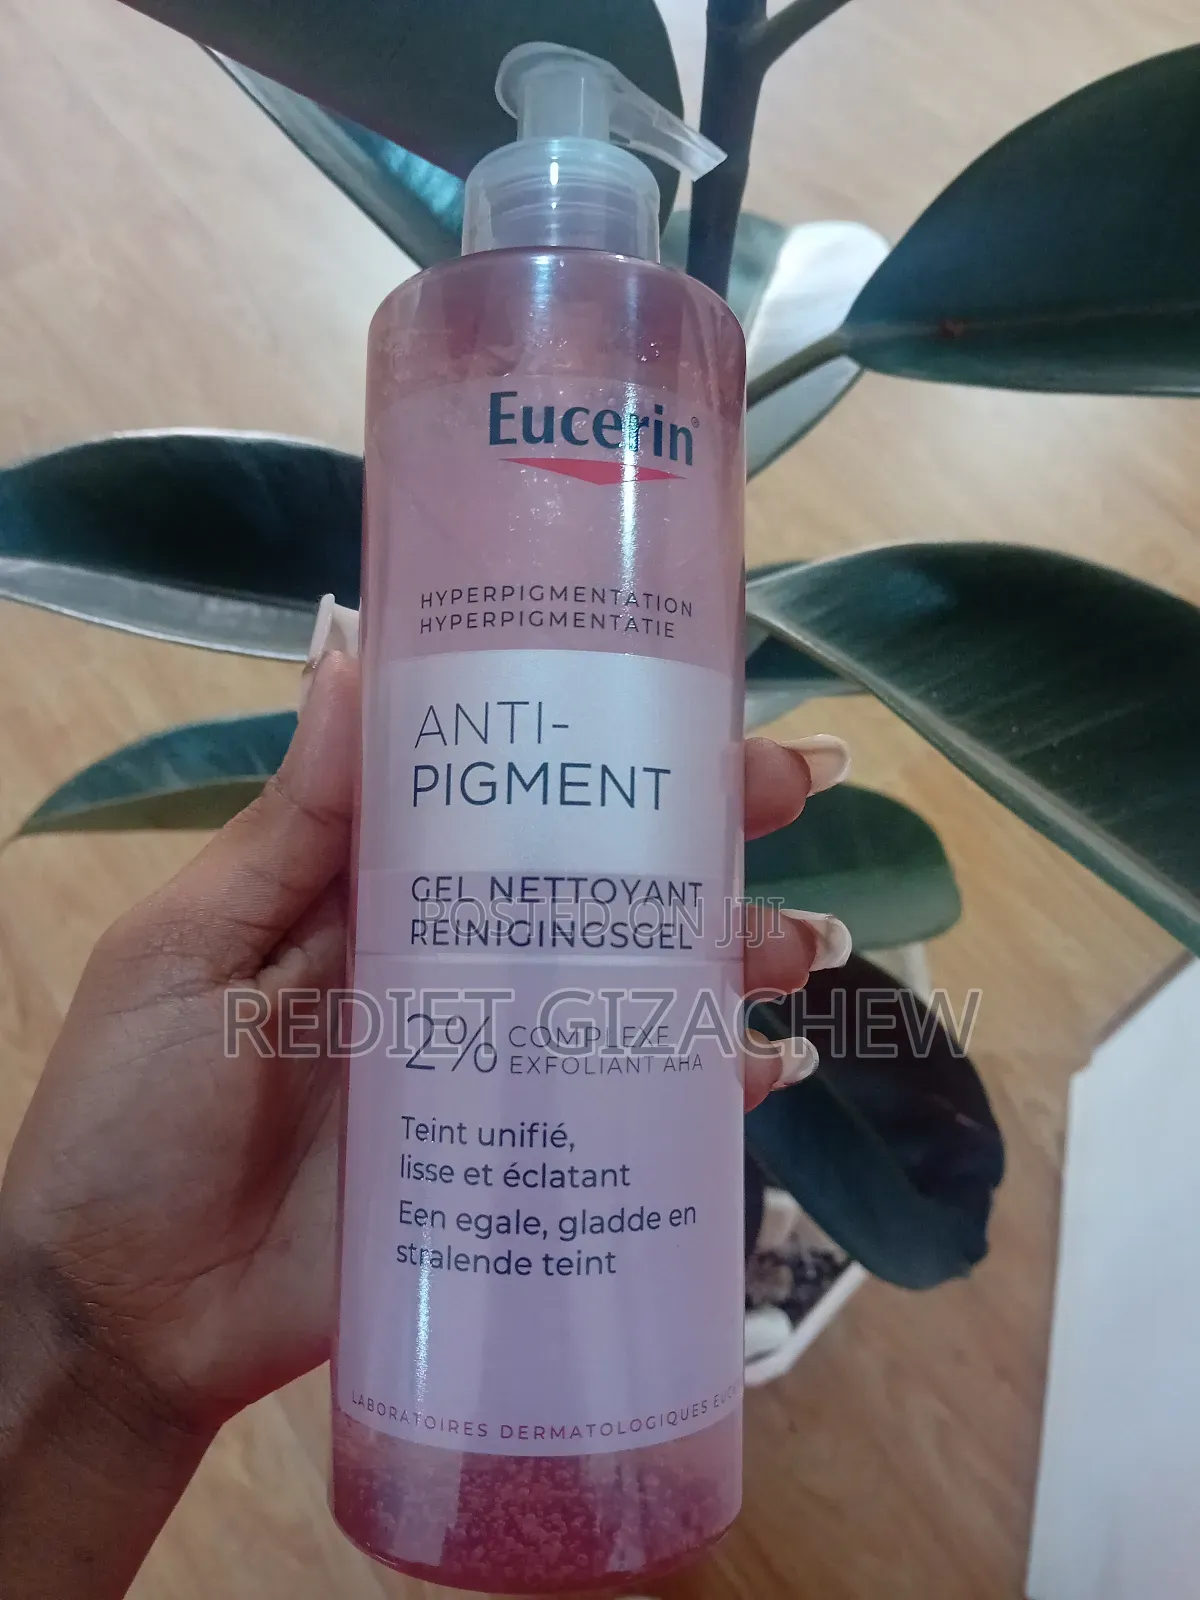 Eucerin®
HYPERPIGMENTATION
HYPERPIGMENTATIE
ANTI-
PIGMENT
GEL NETTOYANT
POSTED ON JIJI
REINIGINGSGEL
REDIET GIZACHEW
2% COMPLEXE
EXFOLIANT AHA
Teint unifié,
lisse et éclatant
Een egale, gladde en
stralende teint
LABORATOIRES DERMATOLOGIQUES